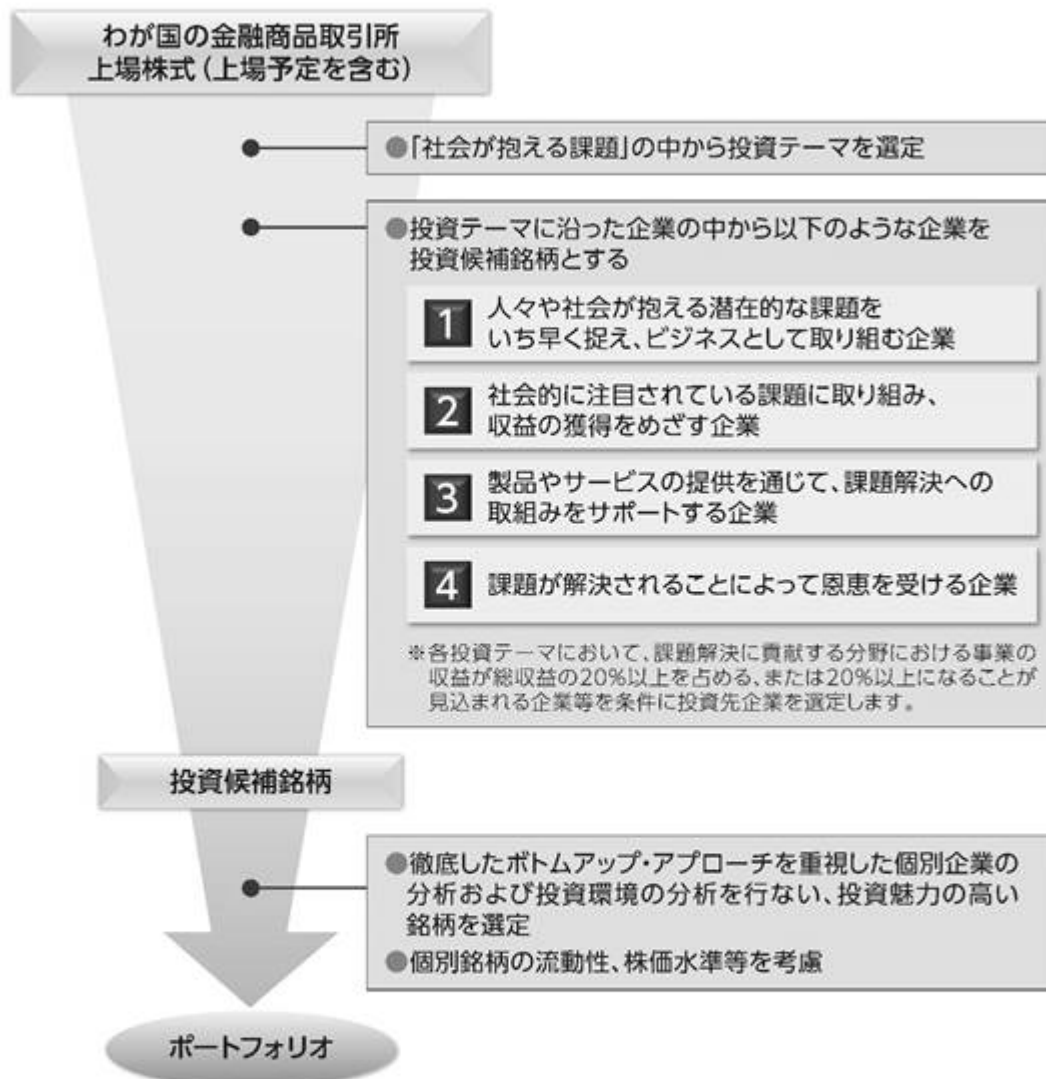 わが国の金融商品取引所
上場株式（上場予定を含む）
●「社会が抱える課題」の中から投資テーマを選定
●投資テーマに沿った企業の中から以下のような企業を
投資候補銘柄とする
1 人々や社会が抱える潜在的な課題を
いち早く捉え、ビジネスとして取り組む企業
2 社会的に注目されている課題に取り組み、
収益の獲得をめざす企業
3 製品やサービスの提供を通じて、課題解決への
取組みをサポートする企業
4 課題が解決されることによって恩恵を受ける企業
※各投資テーマにおいて、課題解決に貢献する分野における事業の
収益が総収益の20%以上を占める、または20%以上になることが
見込まれる企業等を条件に投資先企業を選定します。
投資候補銘柄
●徹底したボトムアップ・アプローチを重視した個別企業の
分析および投資環境の分析を行ない、投資魅力の高い
銘柄を選定
●個別銘柄の流動性、株価水準等を考慮
ポートフォリオ